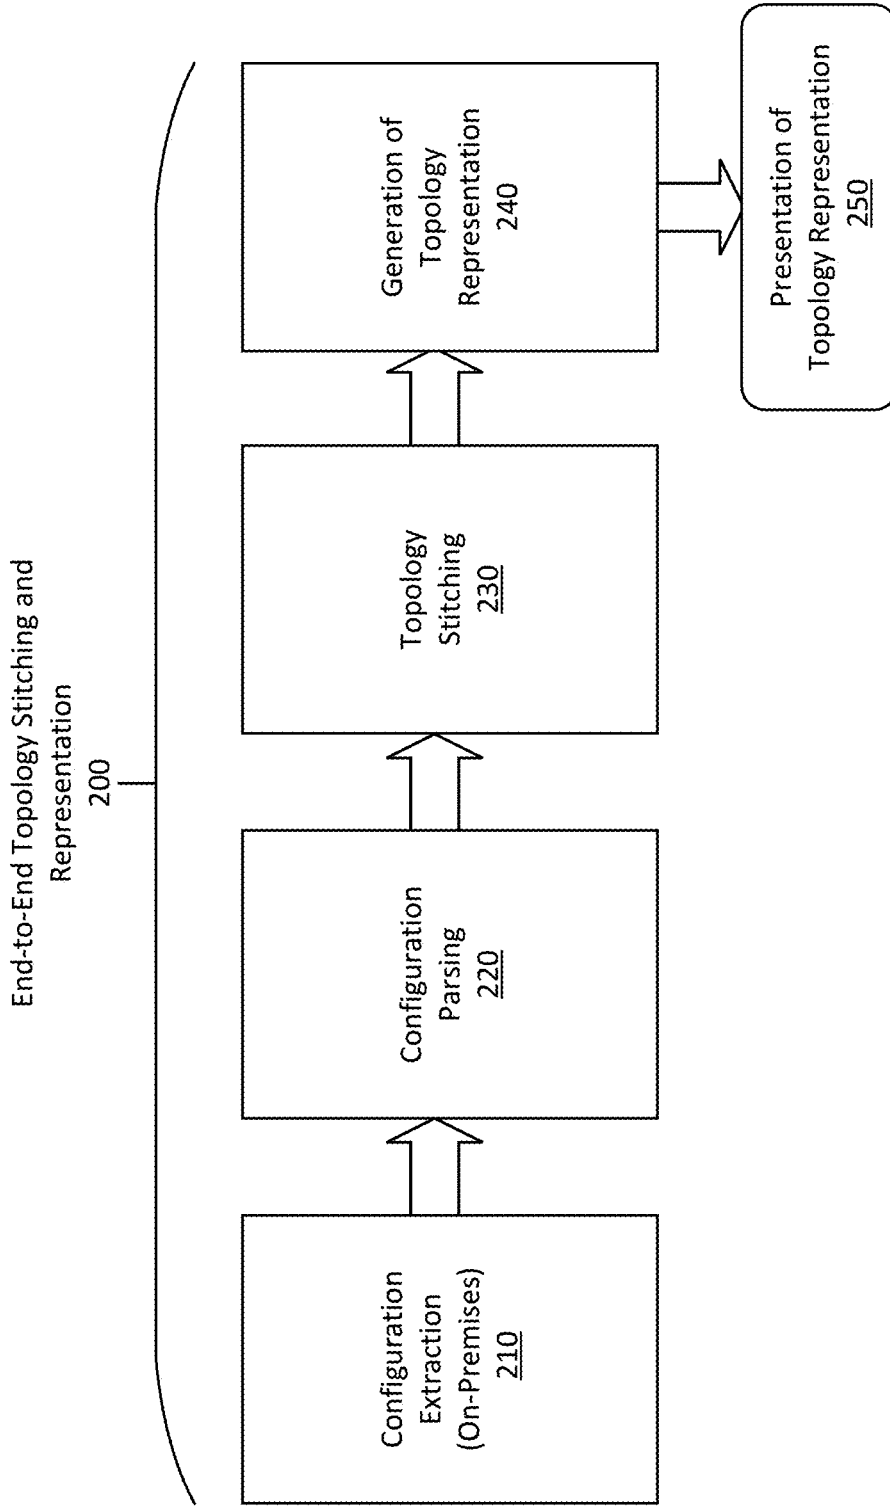 End-to-End Topology Stitching and
Representation
200
Configuration
Extraction
(On-Premises)
210
Configuration
Parsing
220
Topology
Stitching
230
Generation of
Topology
Representation
240
Presentation of
Topology Representation
250